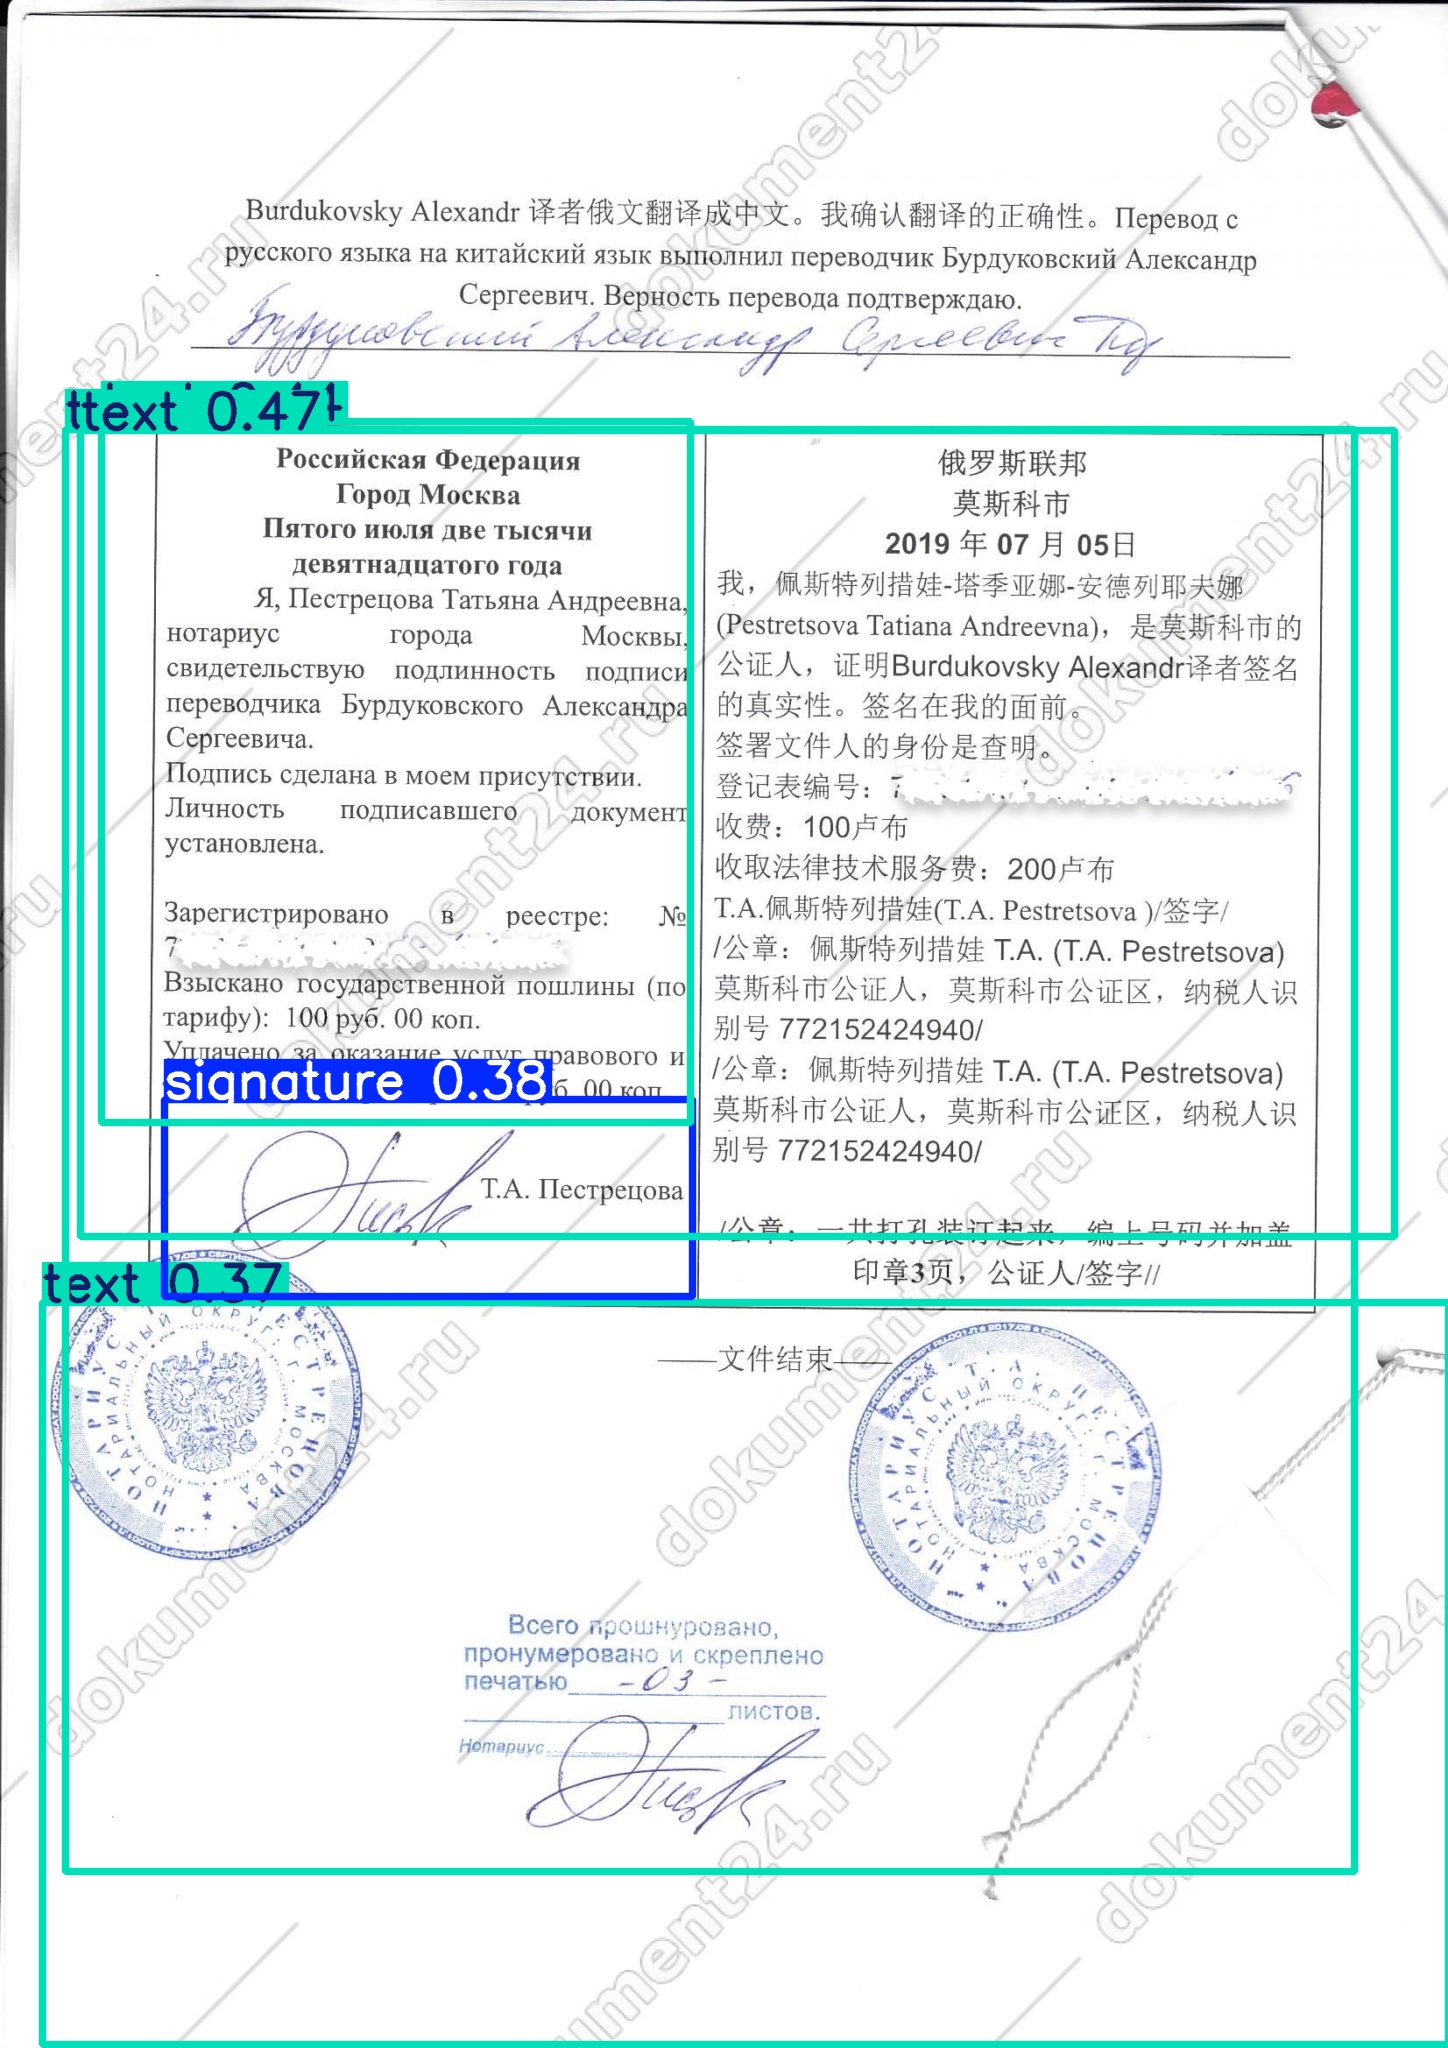 Burdukovsky Alexandr 译者俄文翻译成中文。我确认翻译的正确性。Перевод с
русского языка на китайский язык выполнил переводчик Бурдуковский Александр
Сергеевич. Верность перевода подтверждаю.
Бурдуковский Александр Сергеевич
text 0.47
Российская Федерация
Город Москва
Пятого июля две тысячи
девятнадцатого года
Я, Пестрецова Татьяна Андреевна,
нотариус города Москвы,
свидетельствую подлинность подписи
переводчика Бурдуковского Александра
Сергеевича.
Подпись сделана в моем присутствии.
Личность подписавшего документ
установлена.
Зарегистрировано в реестре: №
7
Взыскано государственной пошлины (по
тарифу): 100 руб. 00 коп.
Уплачено за оказание услуг правового и
signature 0.38
00 коп.
Т.А. Пестрецова
俄罗斯联邦
莫斯科市
2019 年 07 月 05日
我，佩斯特列措娃-塔季亚娜-安德列耶夫娜
(Pestretsova Tatiana Andreevna)，是莫斯科市的
公证人，证明Burdukovsky Alexandr译者签名
的真实性。签名在我的面前。
签署文件人的身份是查明。
登记表编号：7
收费：100卢布
收取法律技术服务费：200卢布
T.A.佩斯特列措娃(T.A. Pestretsova )/签字/
/公章：佩斯特列措娃 T.A. (T.A. Pestretsova)
莫斯科市公证人，莫斯科市公证区，纳税人识
别号 772152424940/
/公章：佩斯特列措娃 T.A. (T.A. Pestretsova)
莫斯科市公证人，莫斯科市公证区，纳税人识
别号 772152424940/
/公章：一共打孔装订起来，编上号码并加盖
印章3页，公证人/签字//
text 0.37
——文件结束——
НОТАРИУС Т.А. ПЕСТРЕЦОВА
НОТАРИАЛЬНЫЙ ОКРУГ: Г. МОСКВА
НОТАРИУС Т.А. ПЕСТРЕЦОВА
НОТАРИАЛЬНЫЙ ОКРУГ: Г. МОСКВА
Всего прошнуровано,
пронумеровано и скреплено
печатью -03-
листов.
Нотариус
dokument24.ru